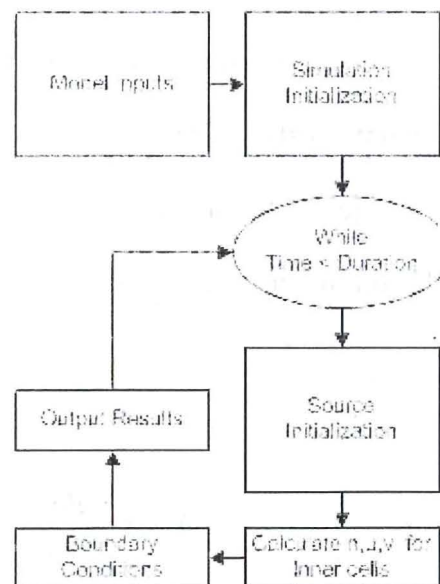 Model Inputs
Simulation
Initialization
While
Time < Duration
Source
Initialization
Output Results
Boundary
Conditions
Calculate n,u,v for
Inner cells